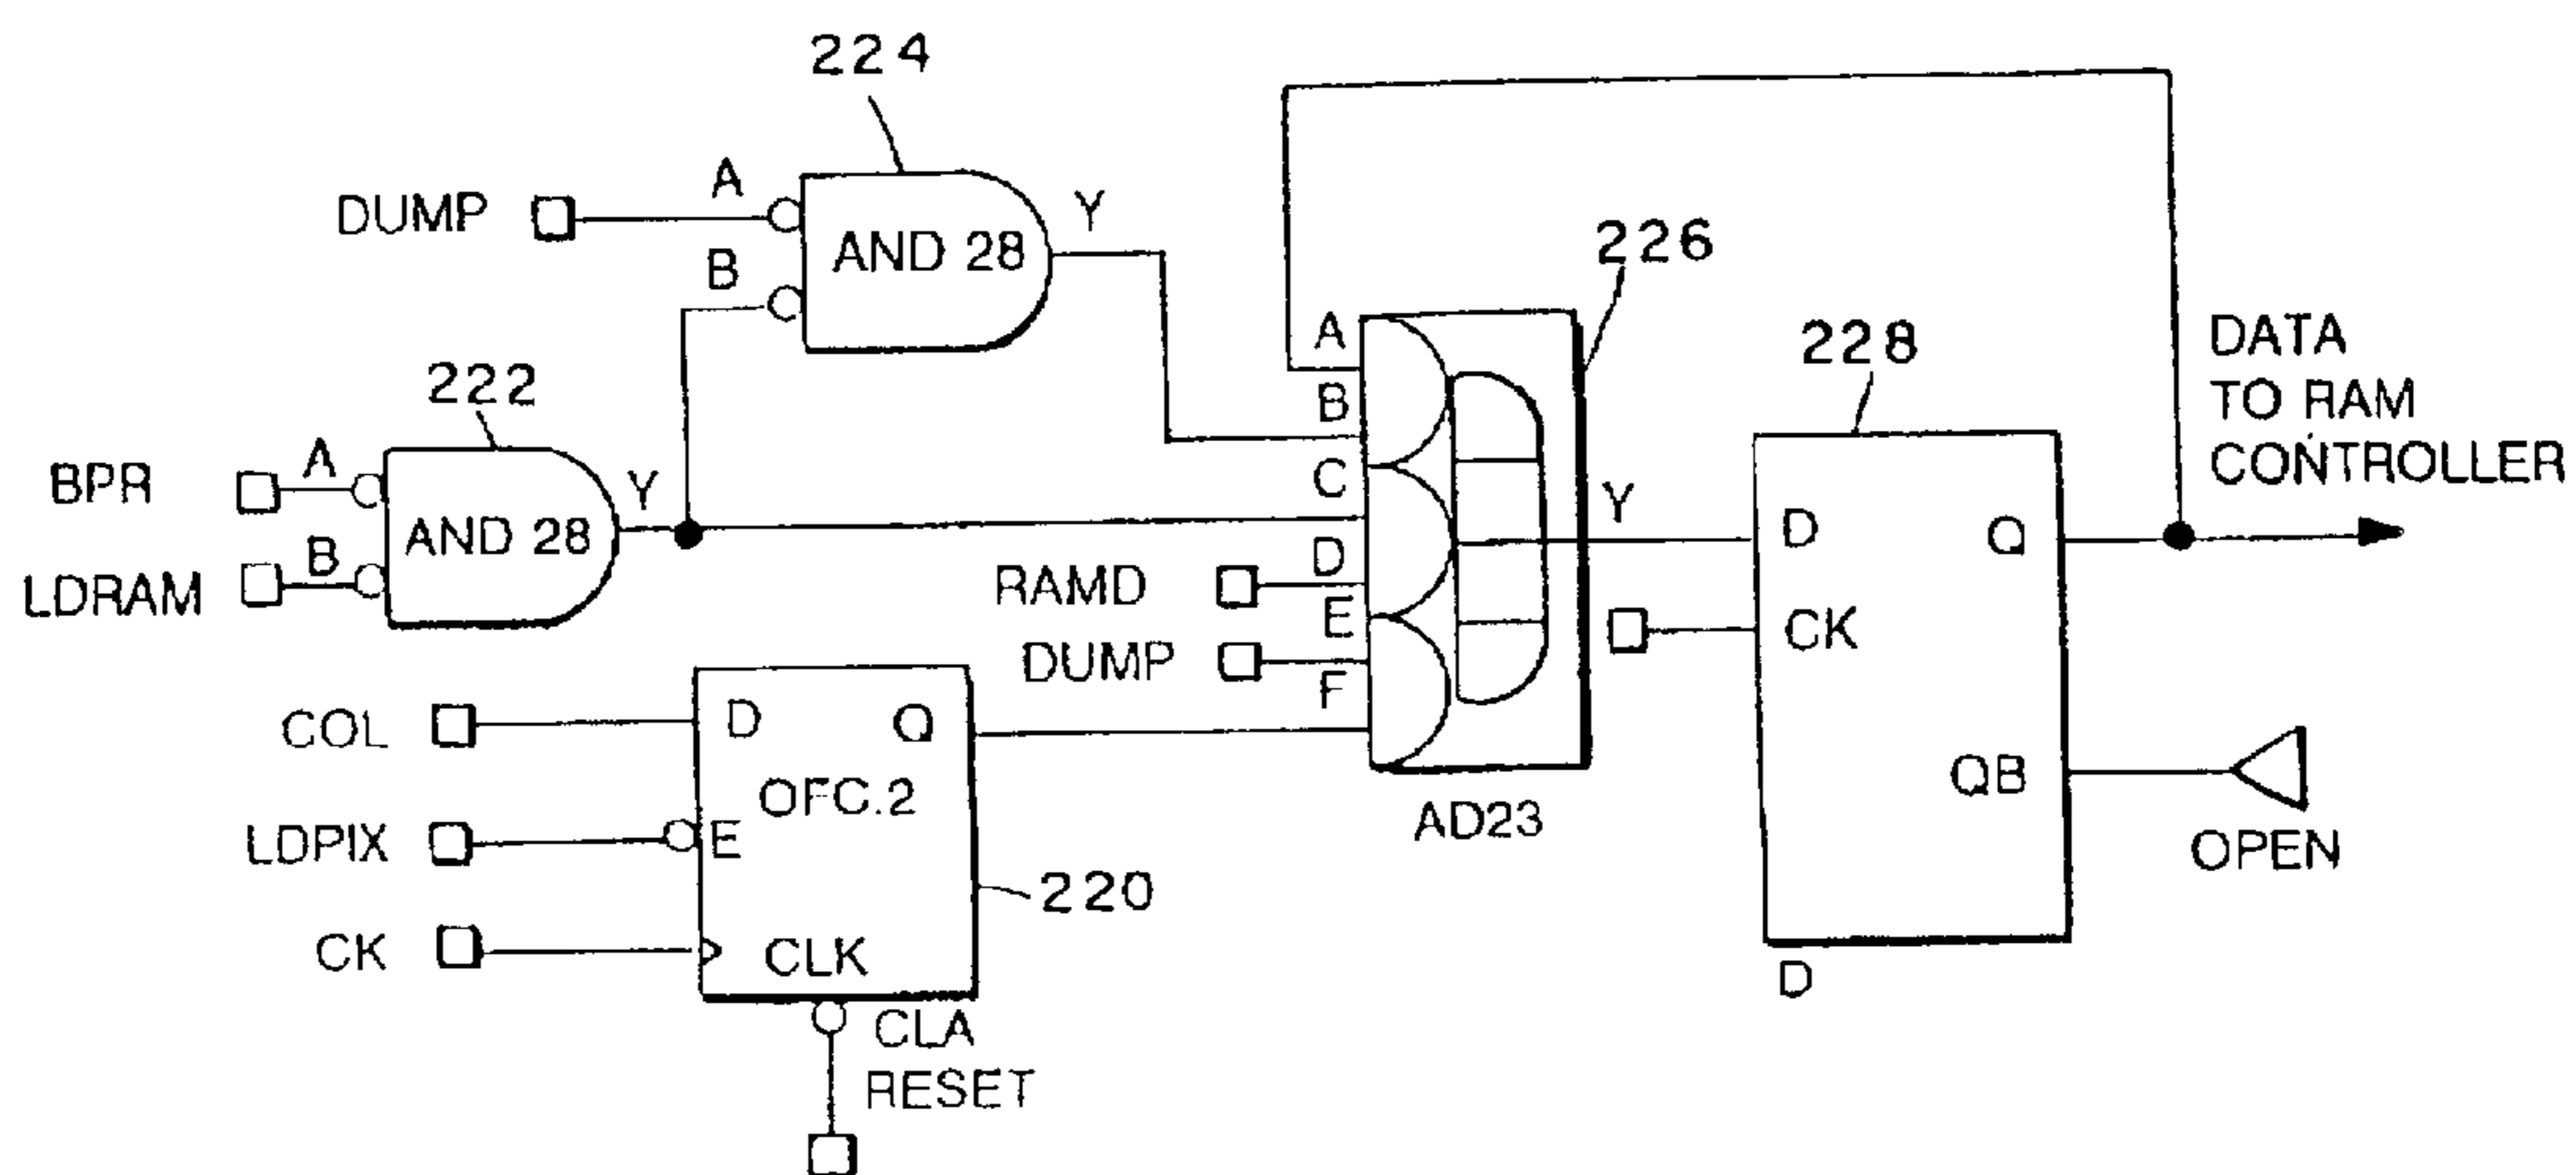 224
DUMP
A
B
AND 28
Y
226
222
BPR
A
LDRAM
B
AND 28
Y
A
B
C
D
E
F
RAMD
DUMP
Y
AD23
228
D
Q
CK
QB
D
DATA
TO RAM
CONTROLLER
OPEN
COL
LDPIX
CK
D
Q
OFC.2
E
CLK
220
CLA
RESET